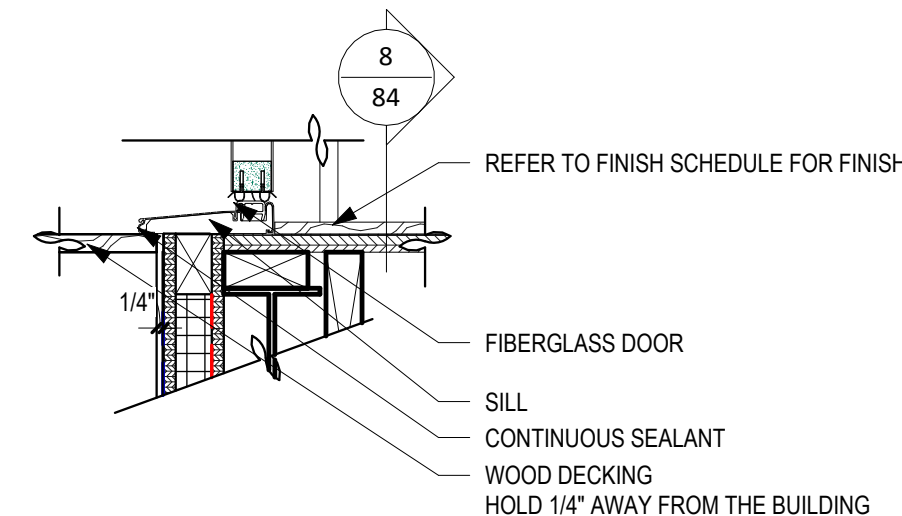 8
84
REFER TO FINISH SCHEDULE FOR FINISH
1/4"
FIBERGLASS DOOR
SILL
CONTINUOUS SEALANT
WOOD DECKING
HOLD 1/4" AWAY FROM THE BUILDING